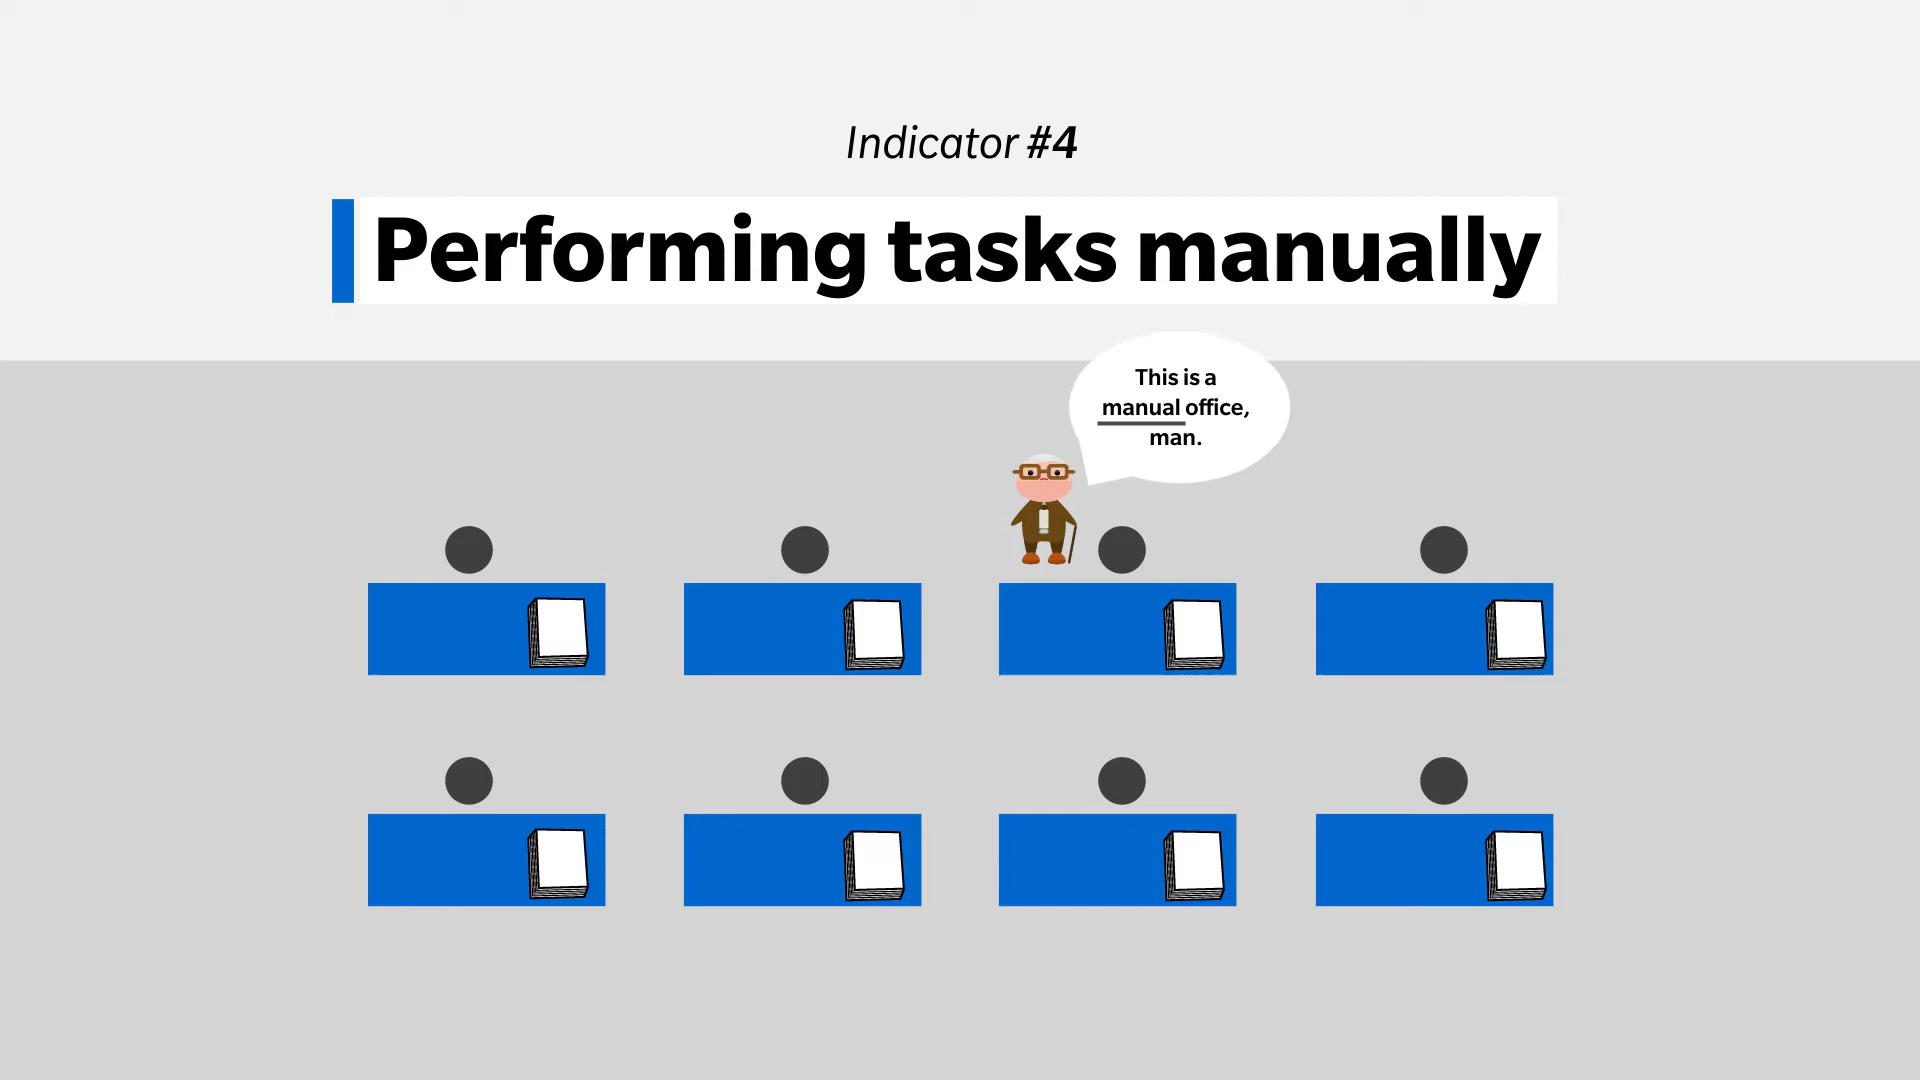 Indicator #4
Performing tasks manually
This is a
manual office,
man.